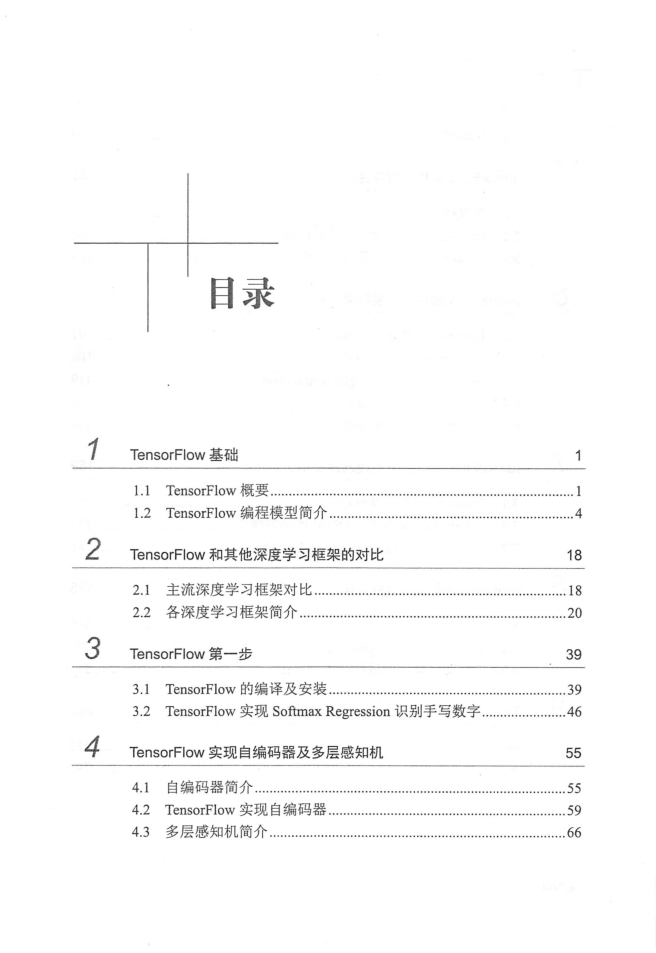 目录
1 TensorFlow 基础 1
1.1 TensorFlow 概要 1
1.2 TensorFlow 编程模型简介 4
2 TensorFlow 和其他深度学习框架的对比 18
2.1 主流深度学习框架对比 18
2.2 各深度学习框架简介 20
3 TensorFlow 第一步 39
3.1 TensorFlow 的编译及安装 39
3.2 TensorFlow 实现 Softmax Regression 识别手写数字 46
4 TensorFlow 实现自编码器及多层感知机 55
4.1 自编码器简介 55
4.2 TensorFlow 实现自编码器 59
4.3 多层感知机简介 66